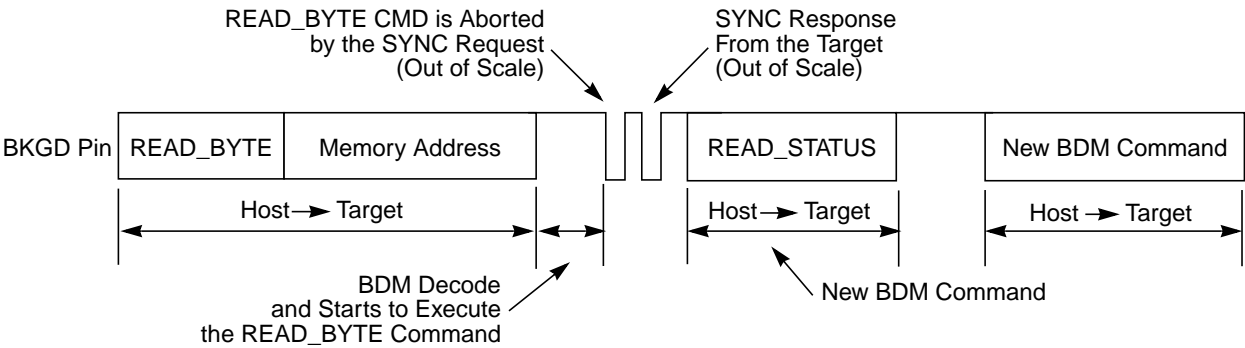 READ_BYTE CMD is Aborted
by the SYNC Request
(Out of Scale)
SYNC Response
From the Target
(Out of Scale)
BKGD Pin
READ_BYTE
Memory Address
READ_STATUS
New BDM Command
Host Target
Host Target
Host Target
BDM Decode
and Starts to Execute
the READ_BYTE Command
New BDM Command